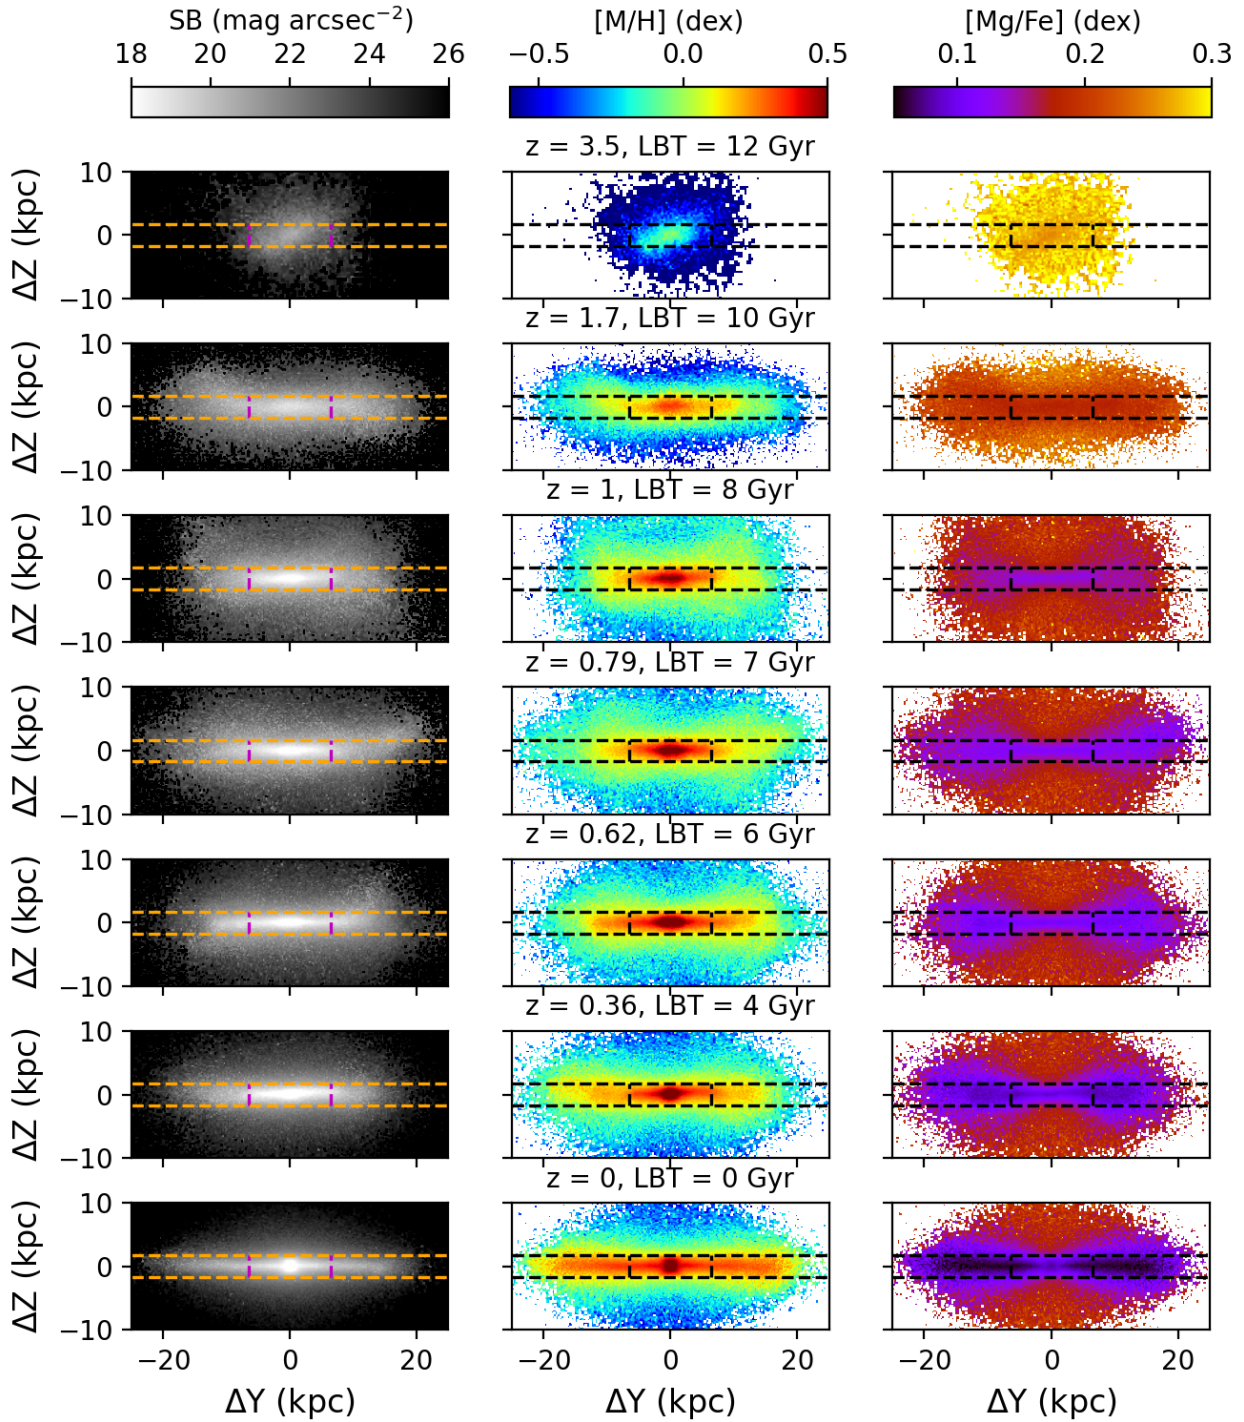 SB (mag arcsec⁻²) [M/H] (dex) [Mg/Fe] (dex)
18 20 22 24 26 −0.5 0.0 0.5 0.1 0.2 0.3
z = 3.5, LBT = 12 Gyr
10
0
−10
ΔZ (kpc)
z = 1.7, LBT = 10 Gyr
10
0
−10
ΔZ (kpc)
z = 1, LBT = 8 Gyr
10
0
−10
ΔZ (kpc)
z = 0.79, LBT = 7 Gyr
10
0
−10
ΔZ (kpc)
z = 0.62, LBT = 6 Gyr
10
0
−10
ΔZ (kpc)
z = 0.36, LBT = 4 Gyr
10
0
−10
ΔZ (kpc)
z = 0, LBT = 0 Gyr
10
0
−10
ΔZ (kpc)
−20 0 20 −20 0 20 −20 0 20
ΔY (kpc) ΔY (kpc) ΔY (kpc)